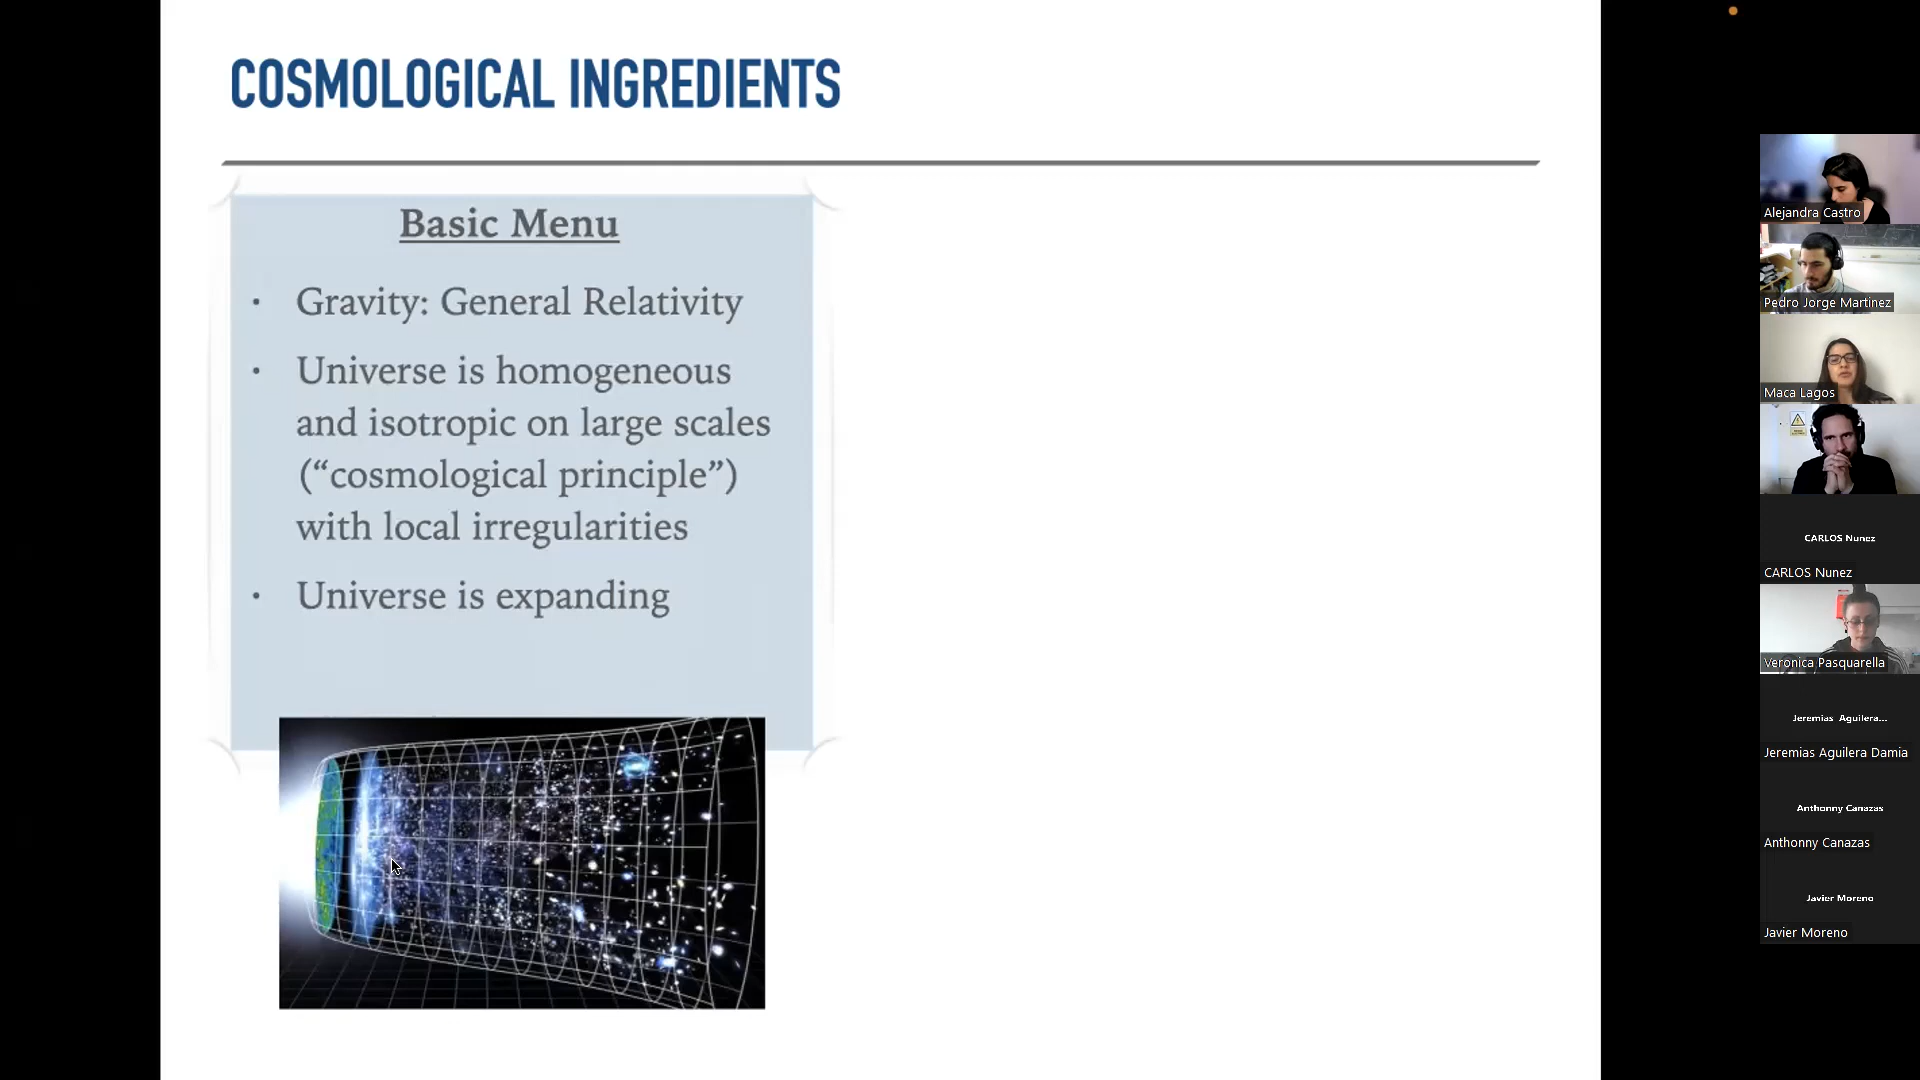 COSMOLOGICAL INGREDIENTS
Basic Menu
• Gravity: General Relativity
• Universe is homogeneous
and isotropic on large scales
(“cosmological principle”)
with local irregularities
• Universe is expanding
Alejandra Castro
Pedro Jorge Martinez
Maca Lagos
CARLOS Nunez
CARLOS Nunez
Veronica Pasquarella
Jeremias Aguilera...
Jeremias Aguilera Damia
Anthonny Canazas
Anthonny Canazas
Javier Moreno
Javier Moreno